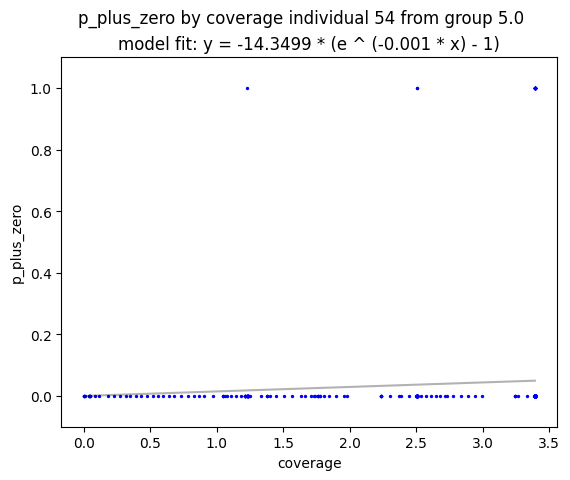 p_plus_zero by coverage individual 54 from group 5.0
model fit: y = -14.3499 * (e ^ (-0.001 * x) - 1)
1.0
0.8
0.6
0.4
0.2
0.0
p_plus_zero
0.0 0.5 1.0 1.5 2.0 2.5 3.0 3.5
coverage